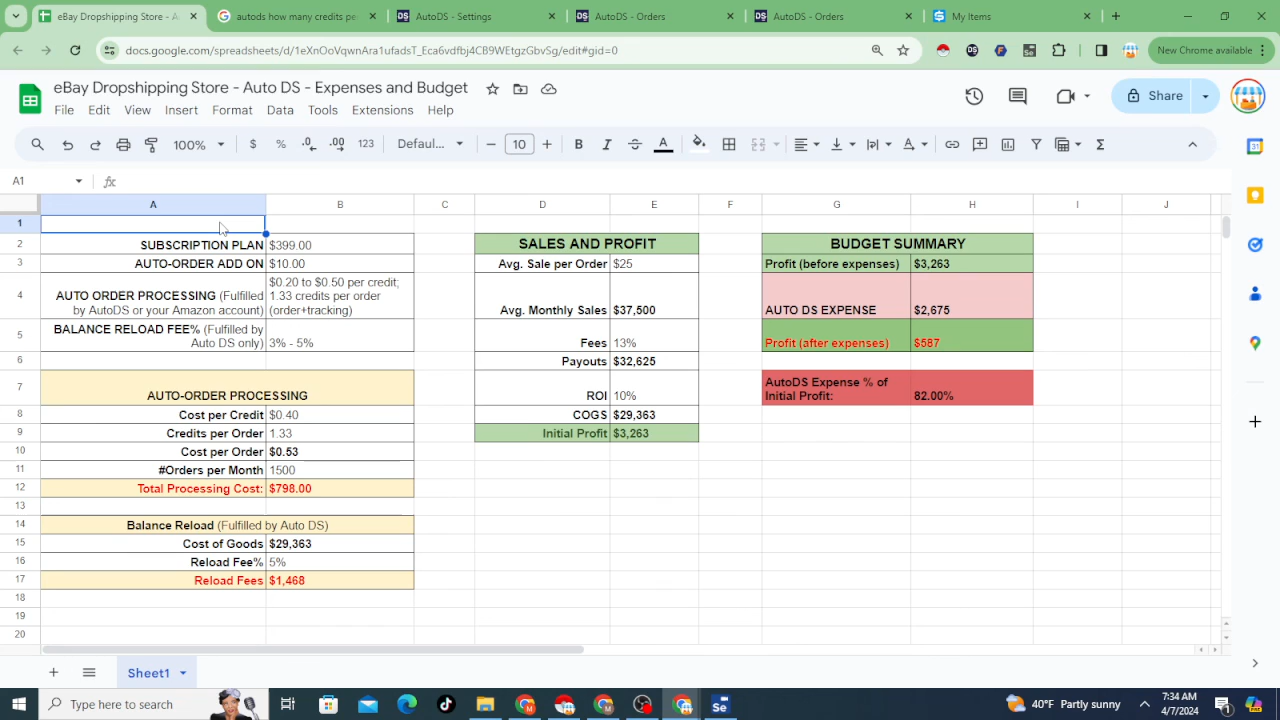 eBay Dropshipping Store - A
autods how many credits pe
AutoDS - Settings
AutoDS - Orders
AutoDS - Orders
My Items
docs.google.com/spreadsheets/d/1eXnOoVqwnAra1ufadsT_Eca6vdfbj4CB9WEtgzGbvSg/edit#gid=0
New Chrome available
eBay Dropshipping Store - Auto DS - Expenses and Budget
File Edit View Insert Format Data Tools Extensions Help
Share
100% $ % .0 .00 123 Defaul... 10 B I A
A1 fx
A B C D E F G H I J
1
2 SUBSCRIPTION PLAN $399.00 SALES AND PROFIT BUDGET SUMMARY
3 AUTO-ORDER ADD ON $10.00 Avg. Sale per Order $25 Profit (before expenses) $3,263
$0.20 to $0.50 per credit;
4 AUTO ORDER PROCESSING (Fulfilled 1.33 credits per order
by AutoDS or your Amazon account) (order+tracking) Avg. Monthly Sales $37,500 AUTO DS EXPENSE $2,675
BALANCE RELOAD FEE% (Fulfilled by
5 Auto DS only) 3% - 5% Fees 13% Profit (after expenses) $587
6 Payouts $32,625
AutoDS Expense % of
7 AUTO-ORDER PROCESSING ROI 10% Initial Profit: 82.00%
8 Cost per Credit $0.40 COGS $29,363
9 Credits per Order 1.33 Initial Profit $3,263
10 Cost per Order $0.53
11 #Orders per Month 1500
12 Total Processing Cost: $798.00
13
14 Balance Reload (Fulfilled by Auto DS)
15 Cost of Goods $29,363
16 Reload Fee% 5%
17 Reload Fees $1,468
18
19
20
Sheet1
Type here to search
40°F Partly sunny
7:34 AM
4/7/2024